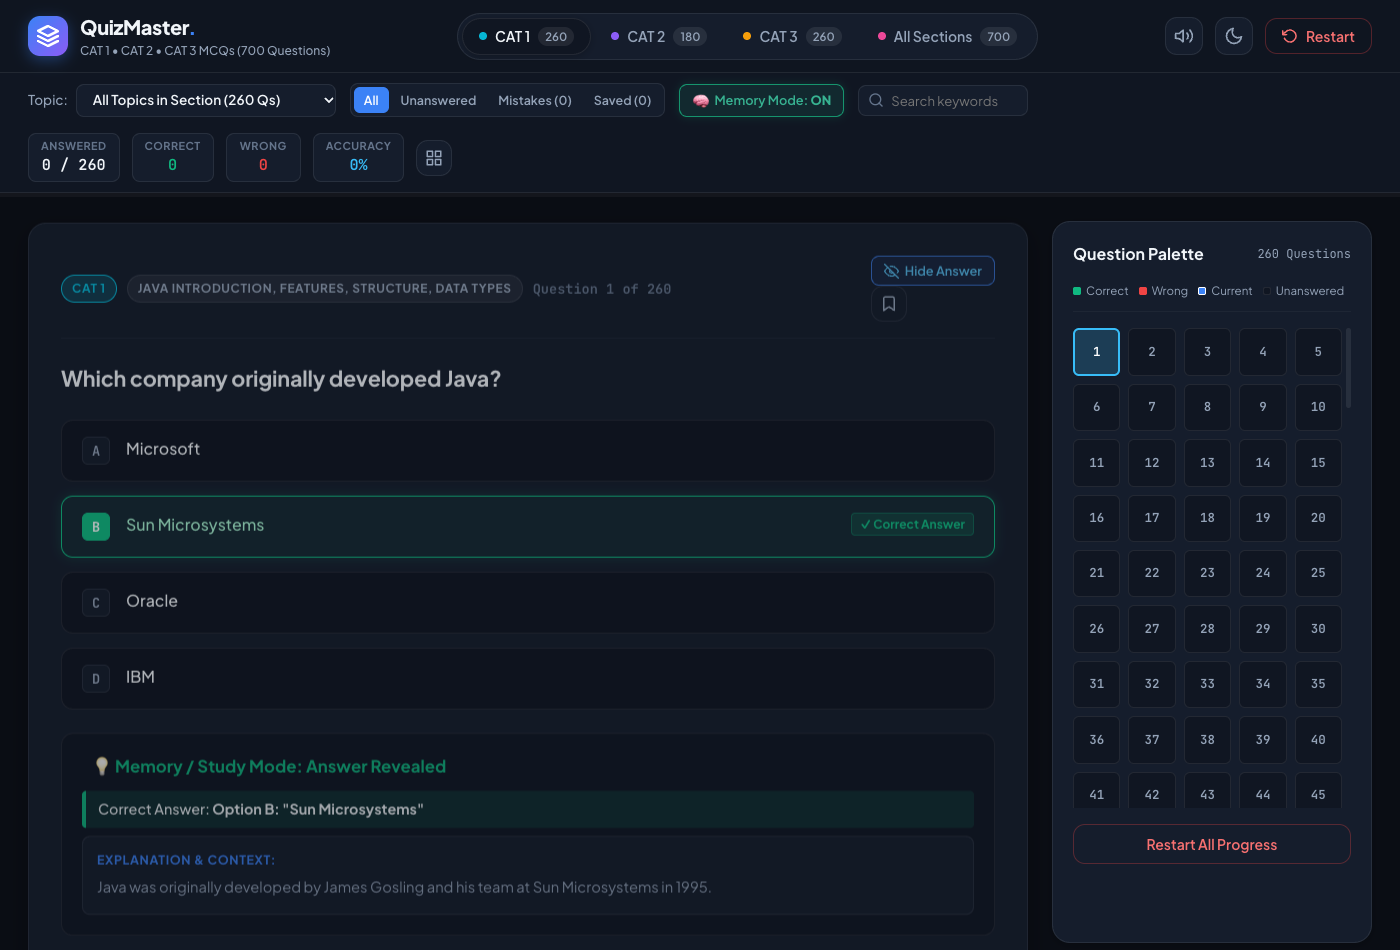 QuizMaster.
CAT 1 • CAT 2 • CAT 3 MCQs (700 Questions)
CAT 1 260
CAT 2 180
CAT 3 260
All Sections 700
Restart
Topic: All Topics in Section (260 Qs)
All Unanswered Mistakes (0) Saved (0)
Memory Mode: ON
Search keywords
ANSWERED
0 / 260
CORRECT
0
WRONG
0
ACCURACY
0%
CAT 1 JAVA INTRODUCTION, FEATURES, STRUCTURE, DATA TYPES Question 1 of 260
Hide Answer
Which company originally developed Java?
A Microsoft
B Sun Microsystems ✓ Correct Answer
C Oracle
D IBM
Memory / Study Mode: Answer Revealed
Correct Answer: Option B: "Sun Microsystems"
EXPLANATION & CONTEXT:
Java was originally developed by James Gosling and his team at Sun Microsystems in 1995.
Question Palette 260 Questions
Correct Wrong Current Unanswered
1 2 3 4 5
6 7 8 9 10
11 12 13 14 15
16 17 18 19 20
21 22 23 24 25
26 27 28 29 30
31 32 33 34 35
36 37 38 39 40
41 42 43 44 45
Restart All Progress